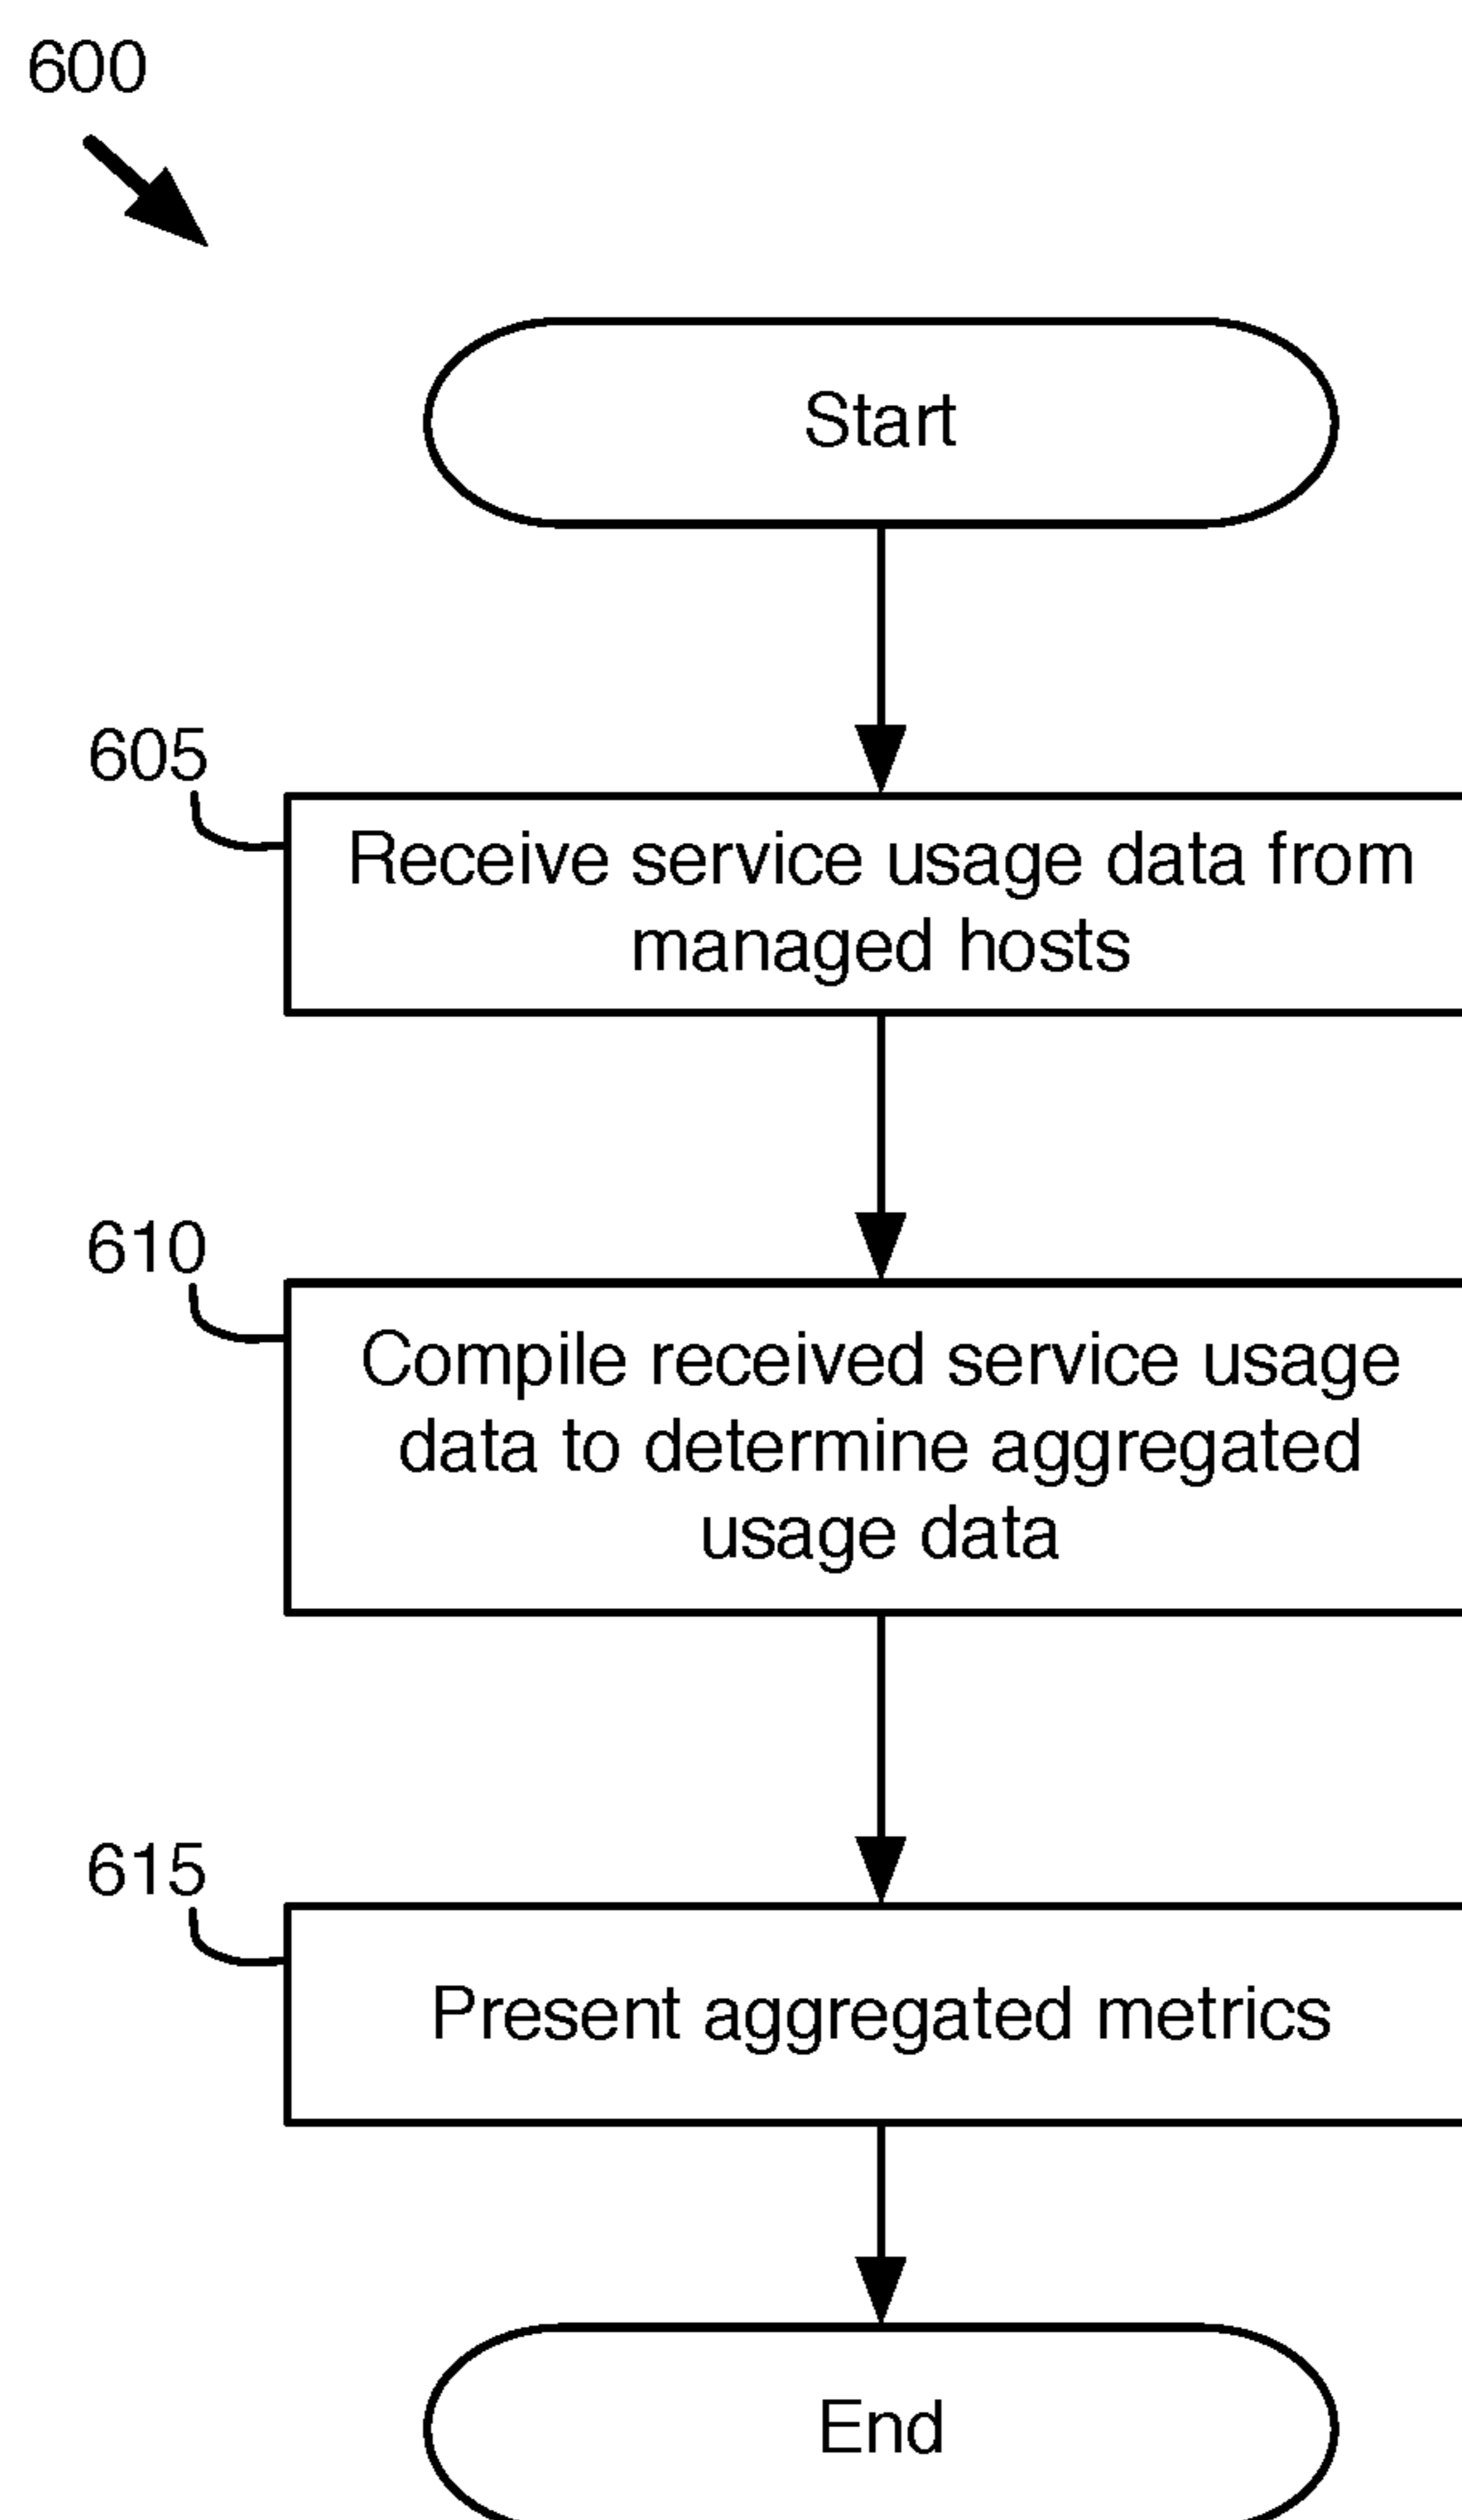 600
Start
605
Receive service usage data from
managed hosts
610
Compile received service usage
data to determine aggregated
usage data
615
Present aggregated metrics
End